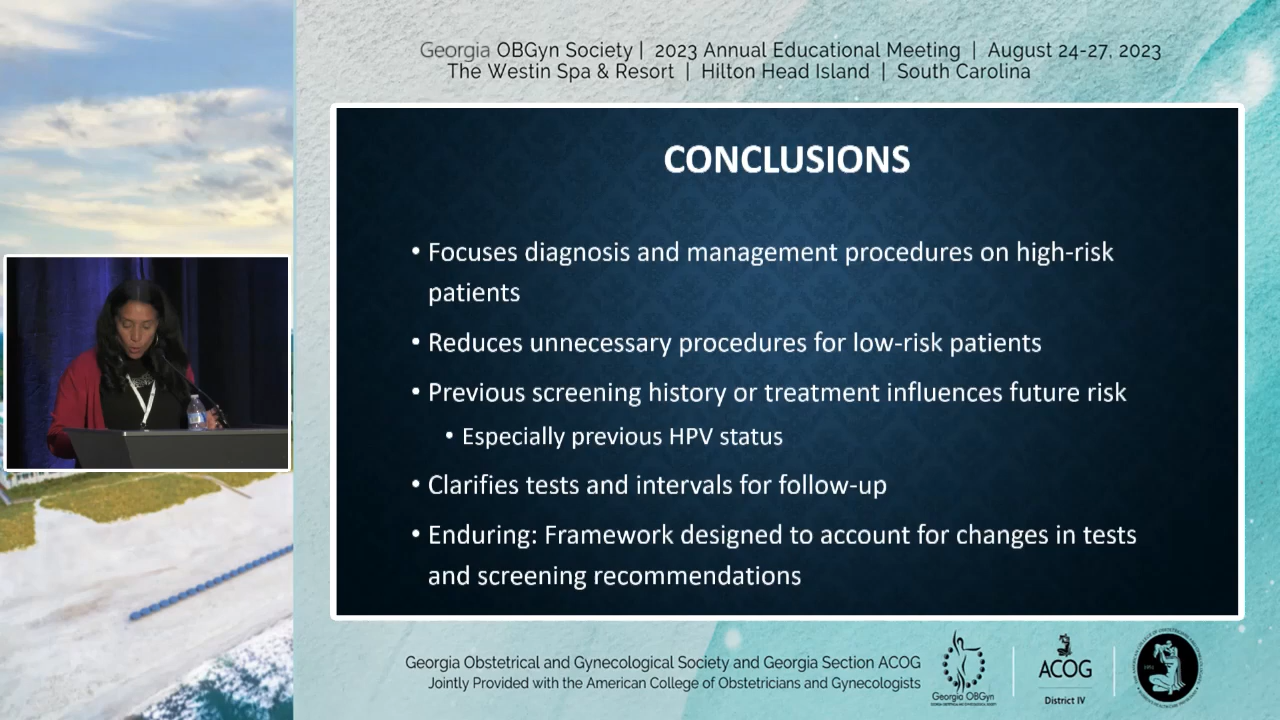 Georgia OBGyn Society | 2023 Annual Educational Meeting | August 24-27, 2023
The Westin Spa & Resort | Hilton Head Island | South Carolina
CONCLUSIONS
• Focuses diagnosis and management procedures on high-risk
patients
• Reduces unnecessary procedures for low-risk patients
• Previous screening history or treatment influences future risk
• Especially previous HPV status
• Clarifies tests and intervals for follow-up
• Enduring: Framework designed to account for changes in tests
and screening recommendations
Georgia Obstetrical and Gynecological Society and Georgia Section ACOG
Jointly Provided with the American College of Obstetricians and Gynecologists
Georgia OBGyn
ACOG
District IV